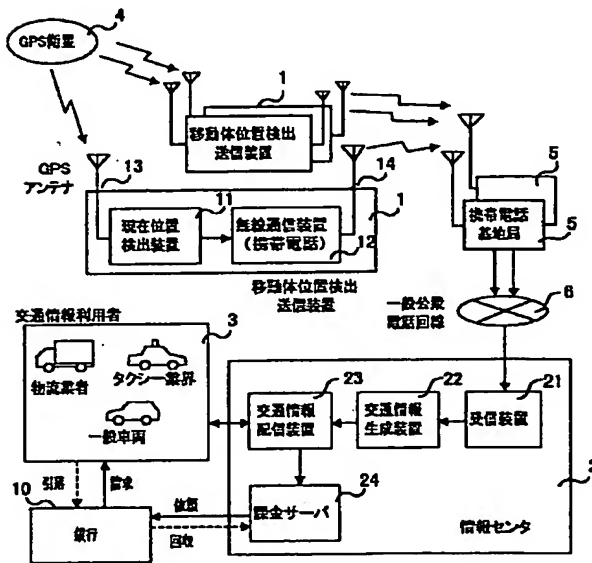 4
GPS衛星
1
移動体位置検出
送信装置
GPS
アンテナ
13
14
11
1
現在位置
検出装置
無線通信装置
(携帯電話)
12
移動体位置検出
送信装置
5
携帯電話
基地局
5
一般公衆
電話回線
6
交通情報利用者
3
物流業者
タクシー業界
一般車両
23
22
21
交通情報
配信装置
交通情報
生成装置
受信装置
2
24
課金サーバ
情報センタ
引落
請求
10
銀行
依頼
回収